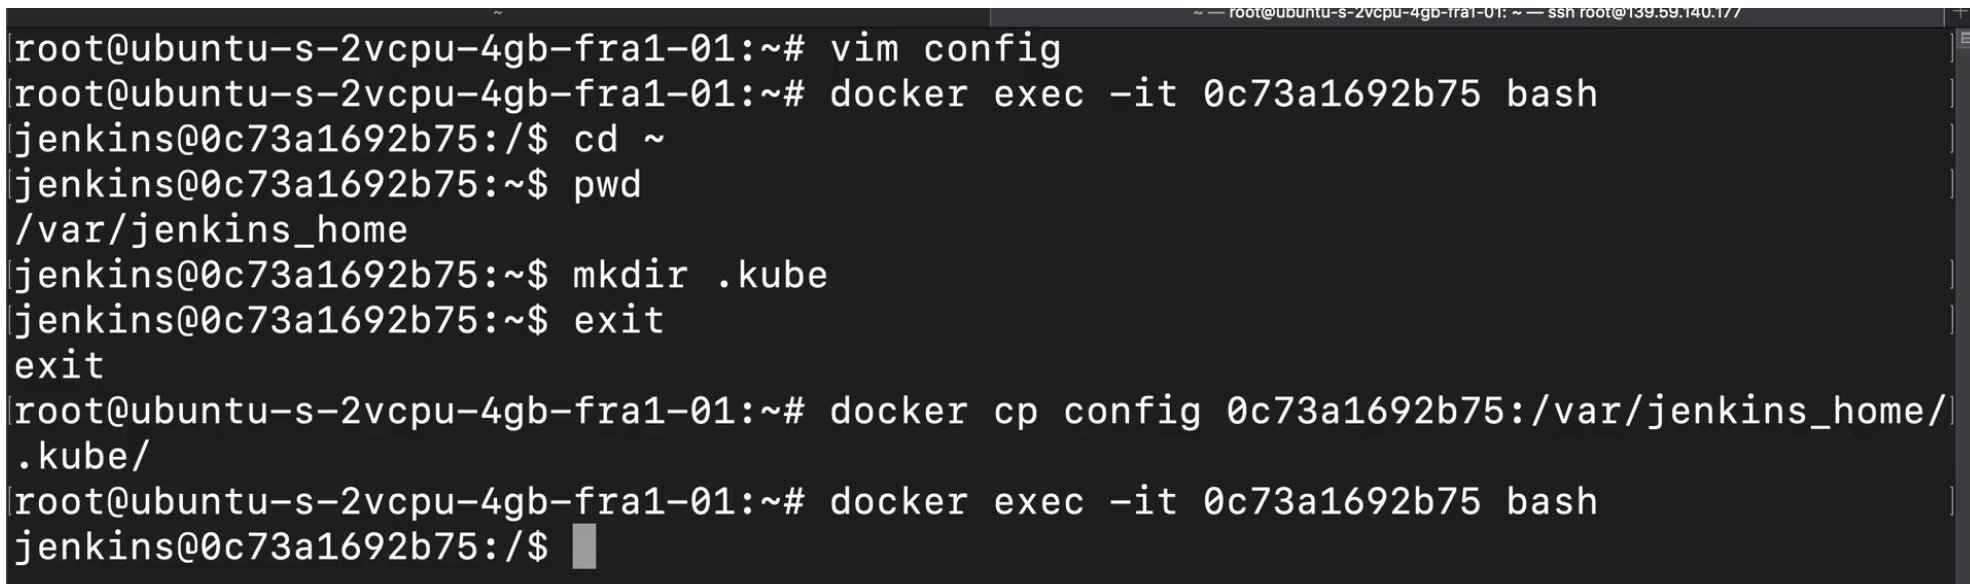 ~
~ — root@ubuntu-s-2vcpu-4gb-fra1-01: ~ — ssh root@139.59.140.177
root@ubuntu-s-2vcpu-4gb-fra1-01:~# vim config
root@ubuntu-s-2vcpu-4gb-fra1-01:~# docker exec -it 0c73a1692b75 bash
jenkins@0c73a1692b75:/$ cd ~
jenkins@0c73a1692b75:~$ pwd
/var/jenkins_home
jenkins@0c73a1692b75:~$ mkdir .kube
jenkins@0c73a1692b75:~$ exit
exit
root@ubuntu-s-2vcpu-4gb-fra1-01:~# docker cp config 0c73a1692b75:/var/jenkins_home/
.kube/
root@ubuntu-s-2vcpu-4gb-fra1-01:~# docker exec -it 0c73a1692b75 bash
jenkins@0c73a1692b75:/$